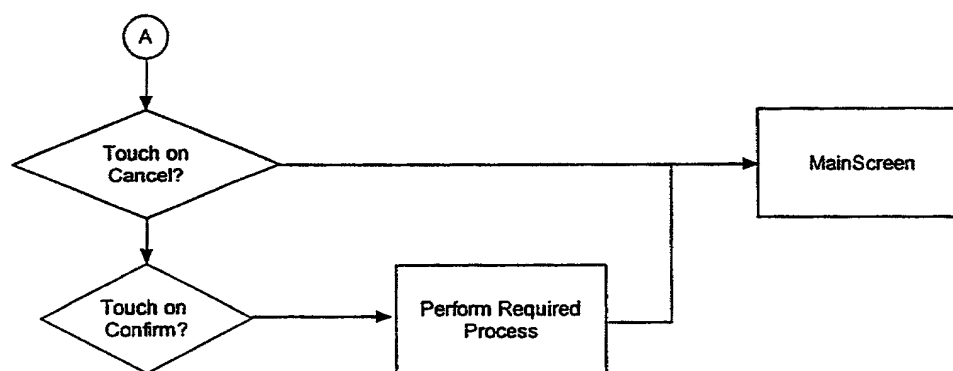 A
Touch on
Cancel?
MainScreen
Touch on
Confirm?
Perform Required
Process